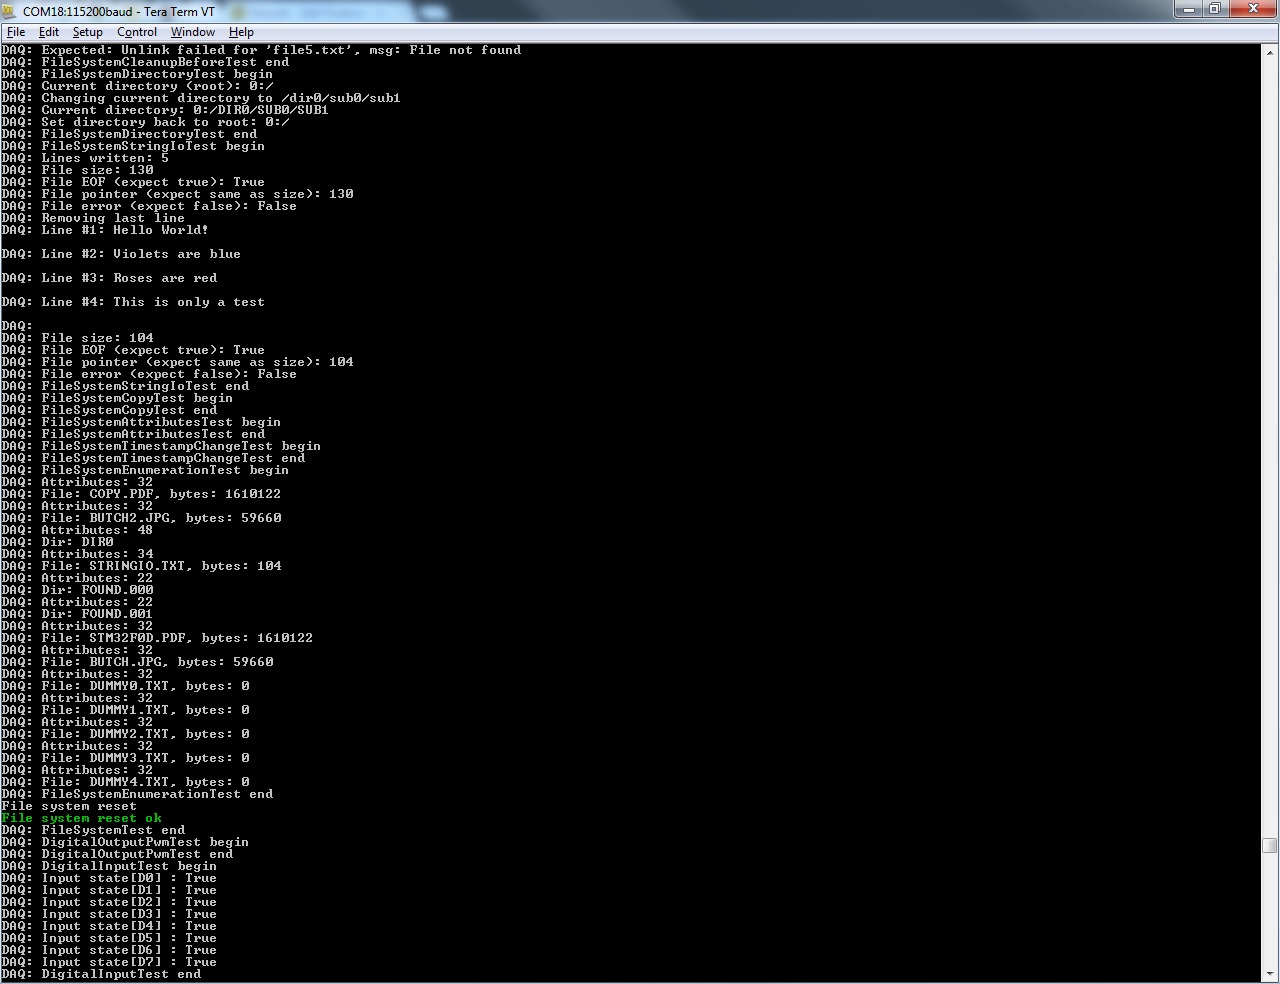 COM18:115200baud - Tera Term VT
File Edit Setup Control Window Help
DAQ: Expected: Unlink failed for 'file5.txt', msg: File not found
DAQ: FileSystemCleanupBeforeTest end
DAQ: FileSystemDirectoryTest begin
DAQ: Current directory (root): 0:/
DAQ: Changing current directory to /dir0/sub0/sub1
DAQ: Current directory: 0:/DIR0/SUB0/SUB1
DAQ: Set directory back to root: 0:/
DAQ: FileSystemDirectoryTest end
DAQ: FileSystemStringIoTest begin
DAQ: Lines written: 5
DAQ: File size: 130
DAQ: File EOF (expect true): True
DAQ: File pointer (expect same as size): 130
DAQ: File error (expect false): False
DAQ: Removing last line
DAQ: Line #1: Hello World!
DAQ: Line #2: Violets are blue
DAQ: Line #3: Roses are red
DAQ: Line #4: This is only a test
DAQ:
DAQ: File size: 104
DAQ: File EOF (expect true): True
DAQ: File pointer (expect same as size): 104
DAQ: File error (expect false): False
DAQ: FileSystemStringIoTest end
DAQ: FileSystemCopyTest begin
DAQ: FileSystemCopyTest end
DAQ: FileSystemAttributesTest begin
DAQ: FileSystemAttributesTest end
DAQ: FileSystemTimestampChangeTest begin
DAQ: FileSystemTimestampChangeTest end
DAQ: FileSystemEnumerationTest begin
DAQ: Attributes: 32
DAQ: File: COPY.PDF, bytes: 1610122
DAQ: Attributes: 32
DAQ: File: BUTCH2.JPG, bytes: 59660
DAQ: Attributes: 48
DAQ: Dir: DIR0
DAQ: Attributes: 34
DAQ: File: STRINGIO.TXT, bytes: 104
DAQ: Attributes: 22
DAQ: Dir: FOUND.000
DAQ: Attributes: 22
DAQ: Dir: FOUND.001
DAQ: Attributes: 32
DAQ: File: STM32F0D.PDF, bytes: 1610122
DAQ: Attributes: 32
DAQ: File: BUTCH.JPG, bytes: 59660
DAQ: Attributes: 32
DAQ: File: DUMMY0.TXT, bytes: 0
DAQ: Attributes: 32
DAQ: File: DUMMY1.TXT, bytes: 0
DAQ: Attributes: 32
DAQ: File: DUMMY2.TXT, bytes: 0
DAQ: Attributes: 32
DAQ: File: DUMMY3.TXT, bytes: 0
DAQ: Attributes: 32
DAQ: File: DUMMY4.TXT, bytes: 0
DAQ: FileSystemEnumerationTest end
File system reset
File system reset ok
DAQ: FileSystemTest end
DAQ: DigitalOutputPwmTest begin
DAQ: DigitalOutputPwmTest end
DAQ: DigitalInputTest begin
DAQ: Input state[D0] : True
DAQ: Input state[D1] : True
DAQ: Input state[D2] : True
DAQ: Input state[D3] : True
DAQ: Input state[D4] : True
DAQ: Input state[D5] : True
DAQ: Input state[D6] : True
DAQ: Input state[D7] : True
DAQ: DigitalInputTest end